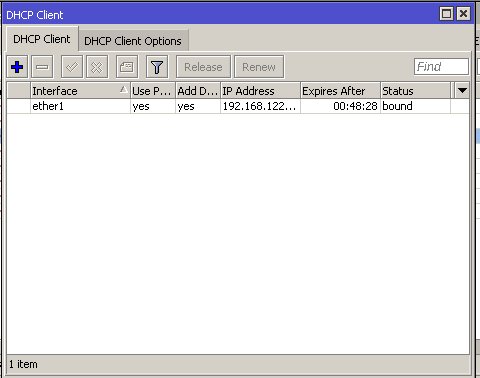 DHCP Client
DHCP Client DHCP Client Options
Release Renew Find
Interface Use P... Add D... IP Address Expires After Status
ether1 yes yes 192.168.122... 00:48:28 bound
1 item